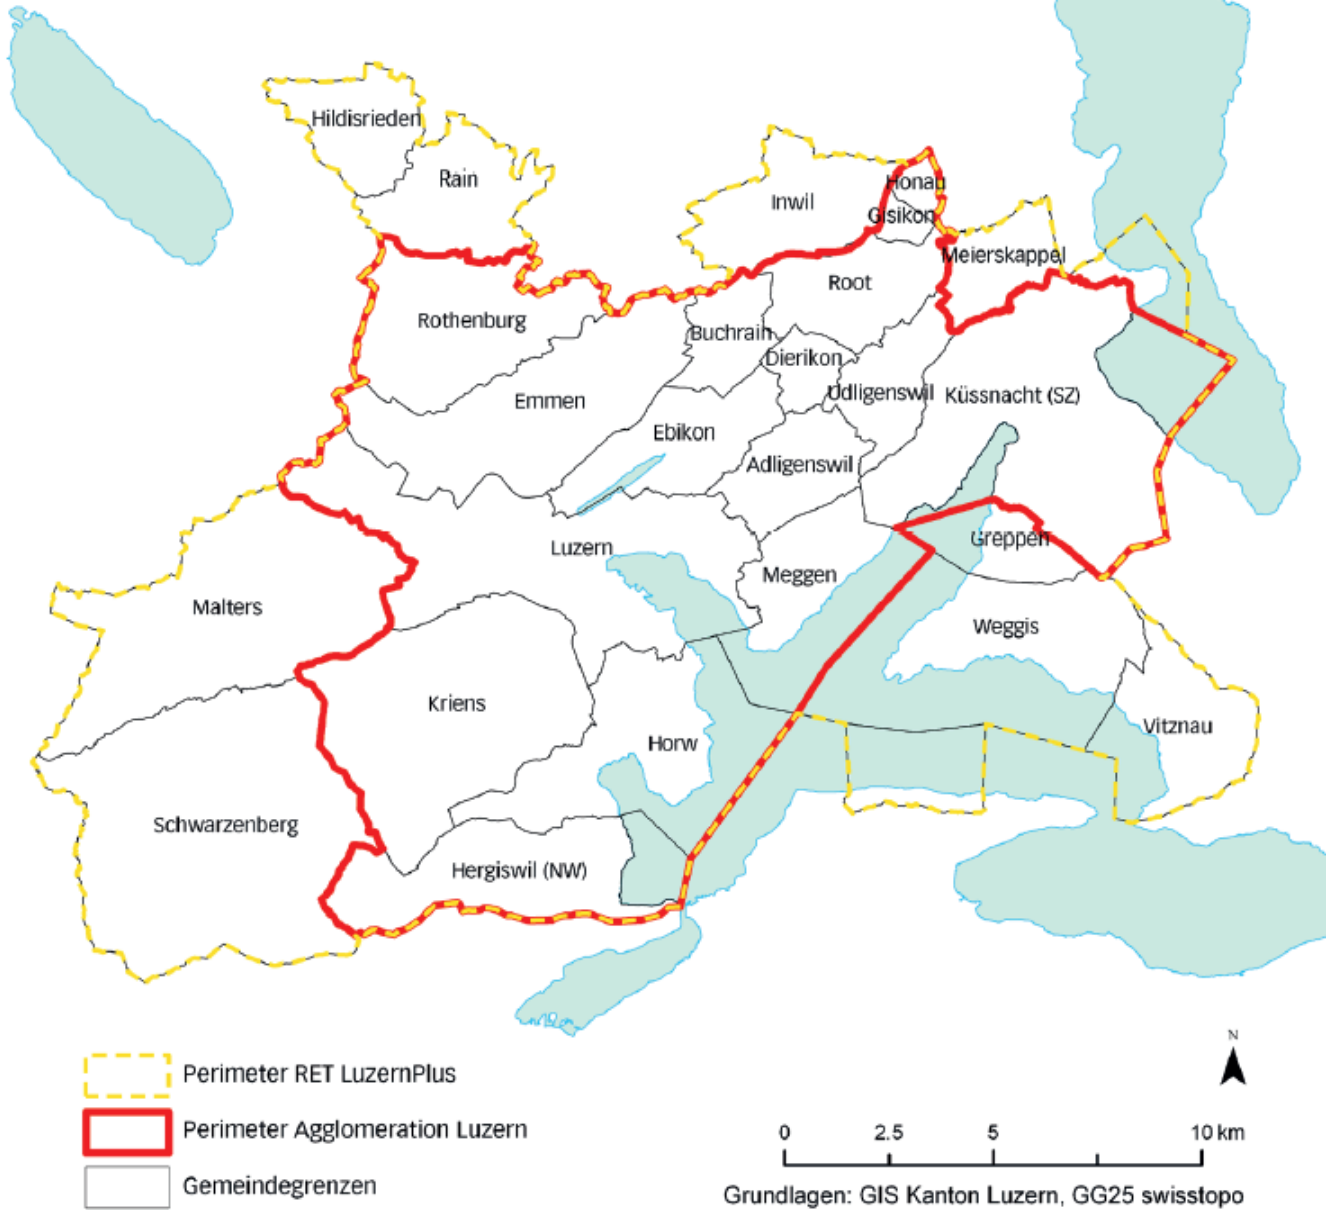 Hildisrieden
Rain
Inwil
Honau
Gisikon
Meierskappel
Root
Rothenburg
Buchrain
Dierikon
Udligenswil
Küssnacht (SZ)
Emmen
Ebikon
Adligenswil
Luzern
Greppen
Meggen
Malters
Weggis
Kriens
Vitznau
Horw
Schwarzenberg
Hergiswil (NW)
N
Perimeter RET LuzernPlus
Perimeter Agglomeration Luzern
Gemeindegrenzen
0 2.5 5 10 km
Grundlagen: GIS Kanton Luzern, GG25 swisstopo